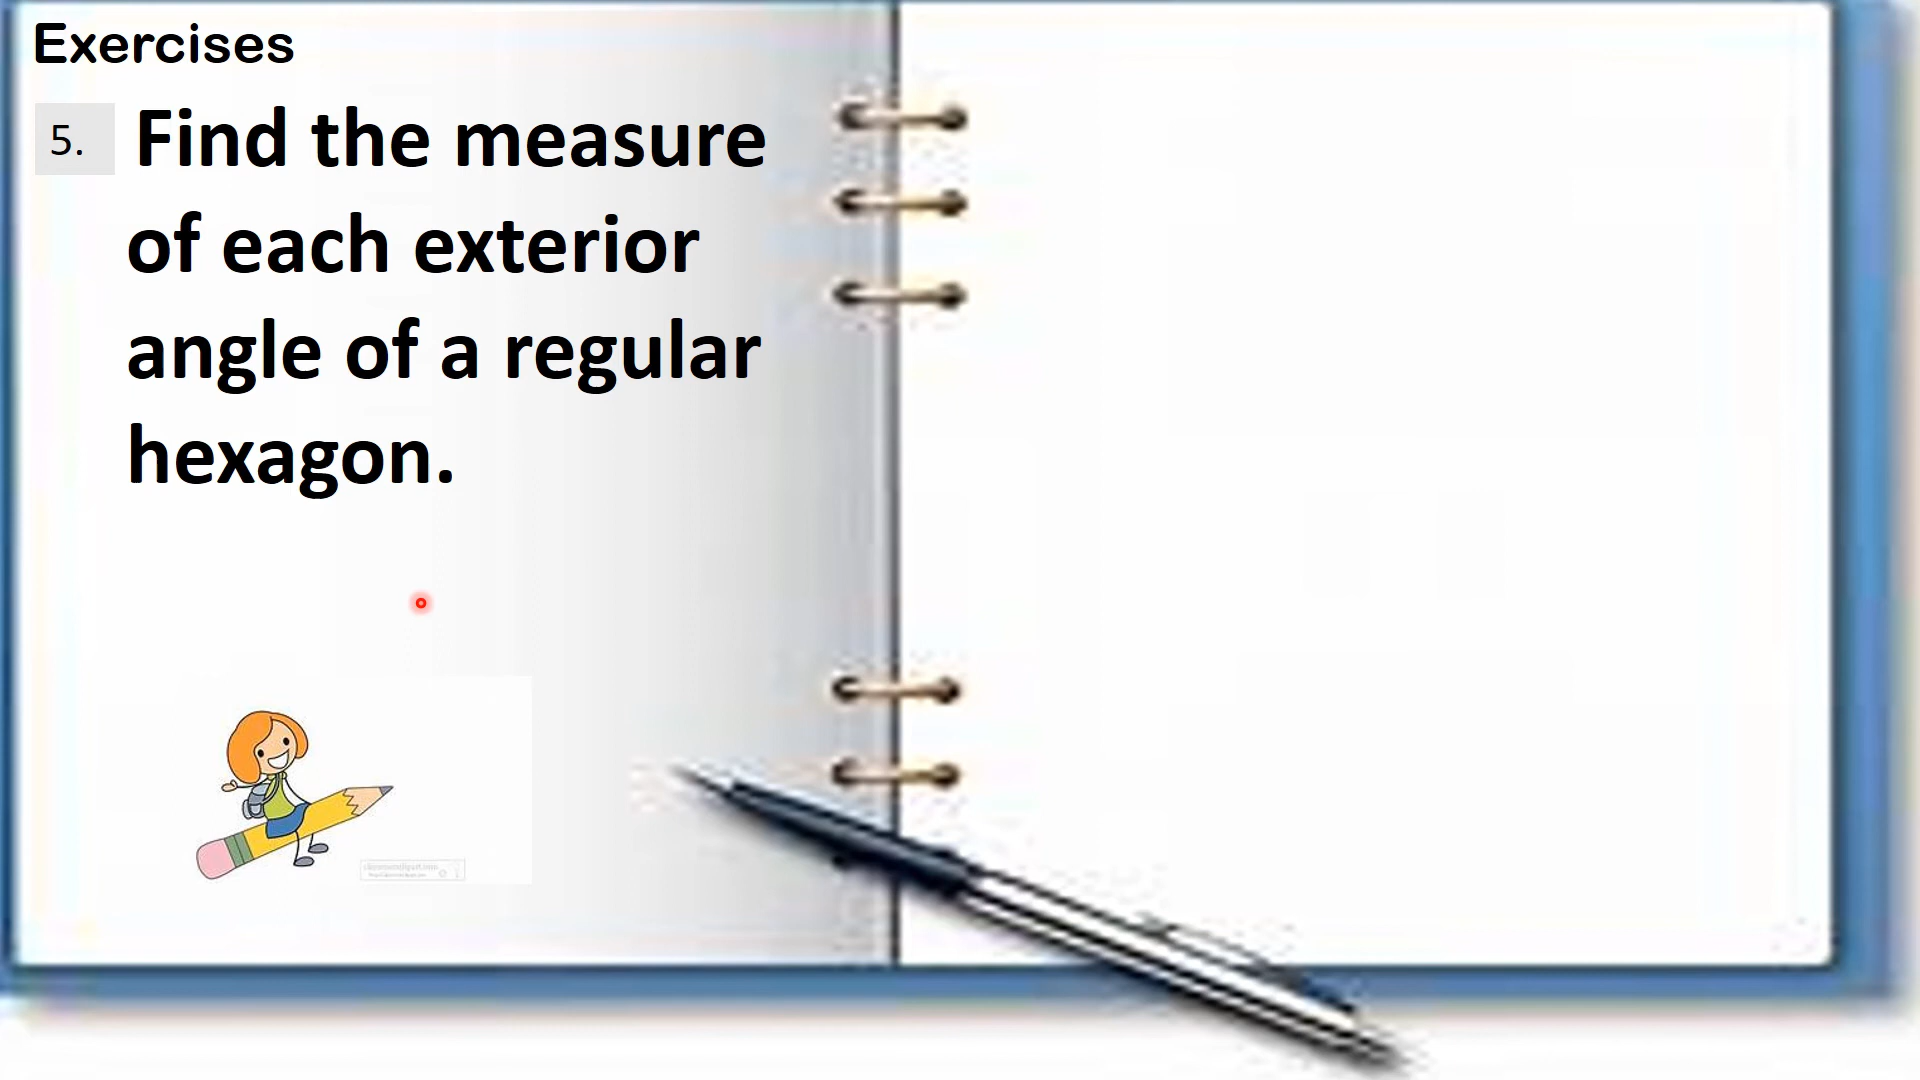 Exercises
5. Find the measure
of each exterior
angle of a regular
hexagon.